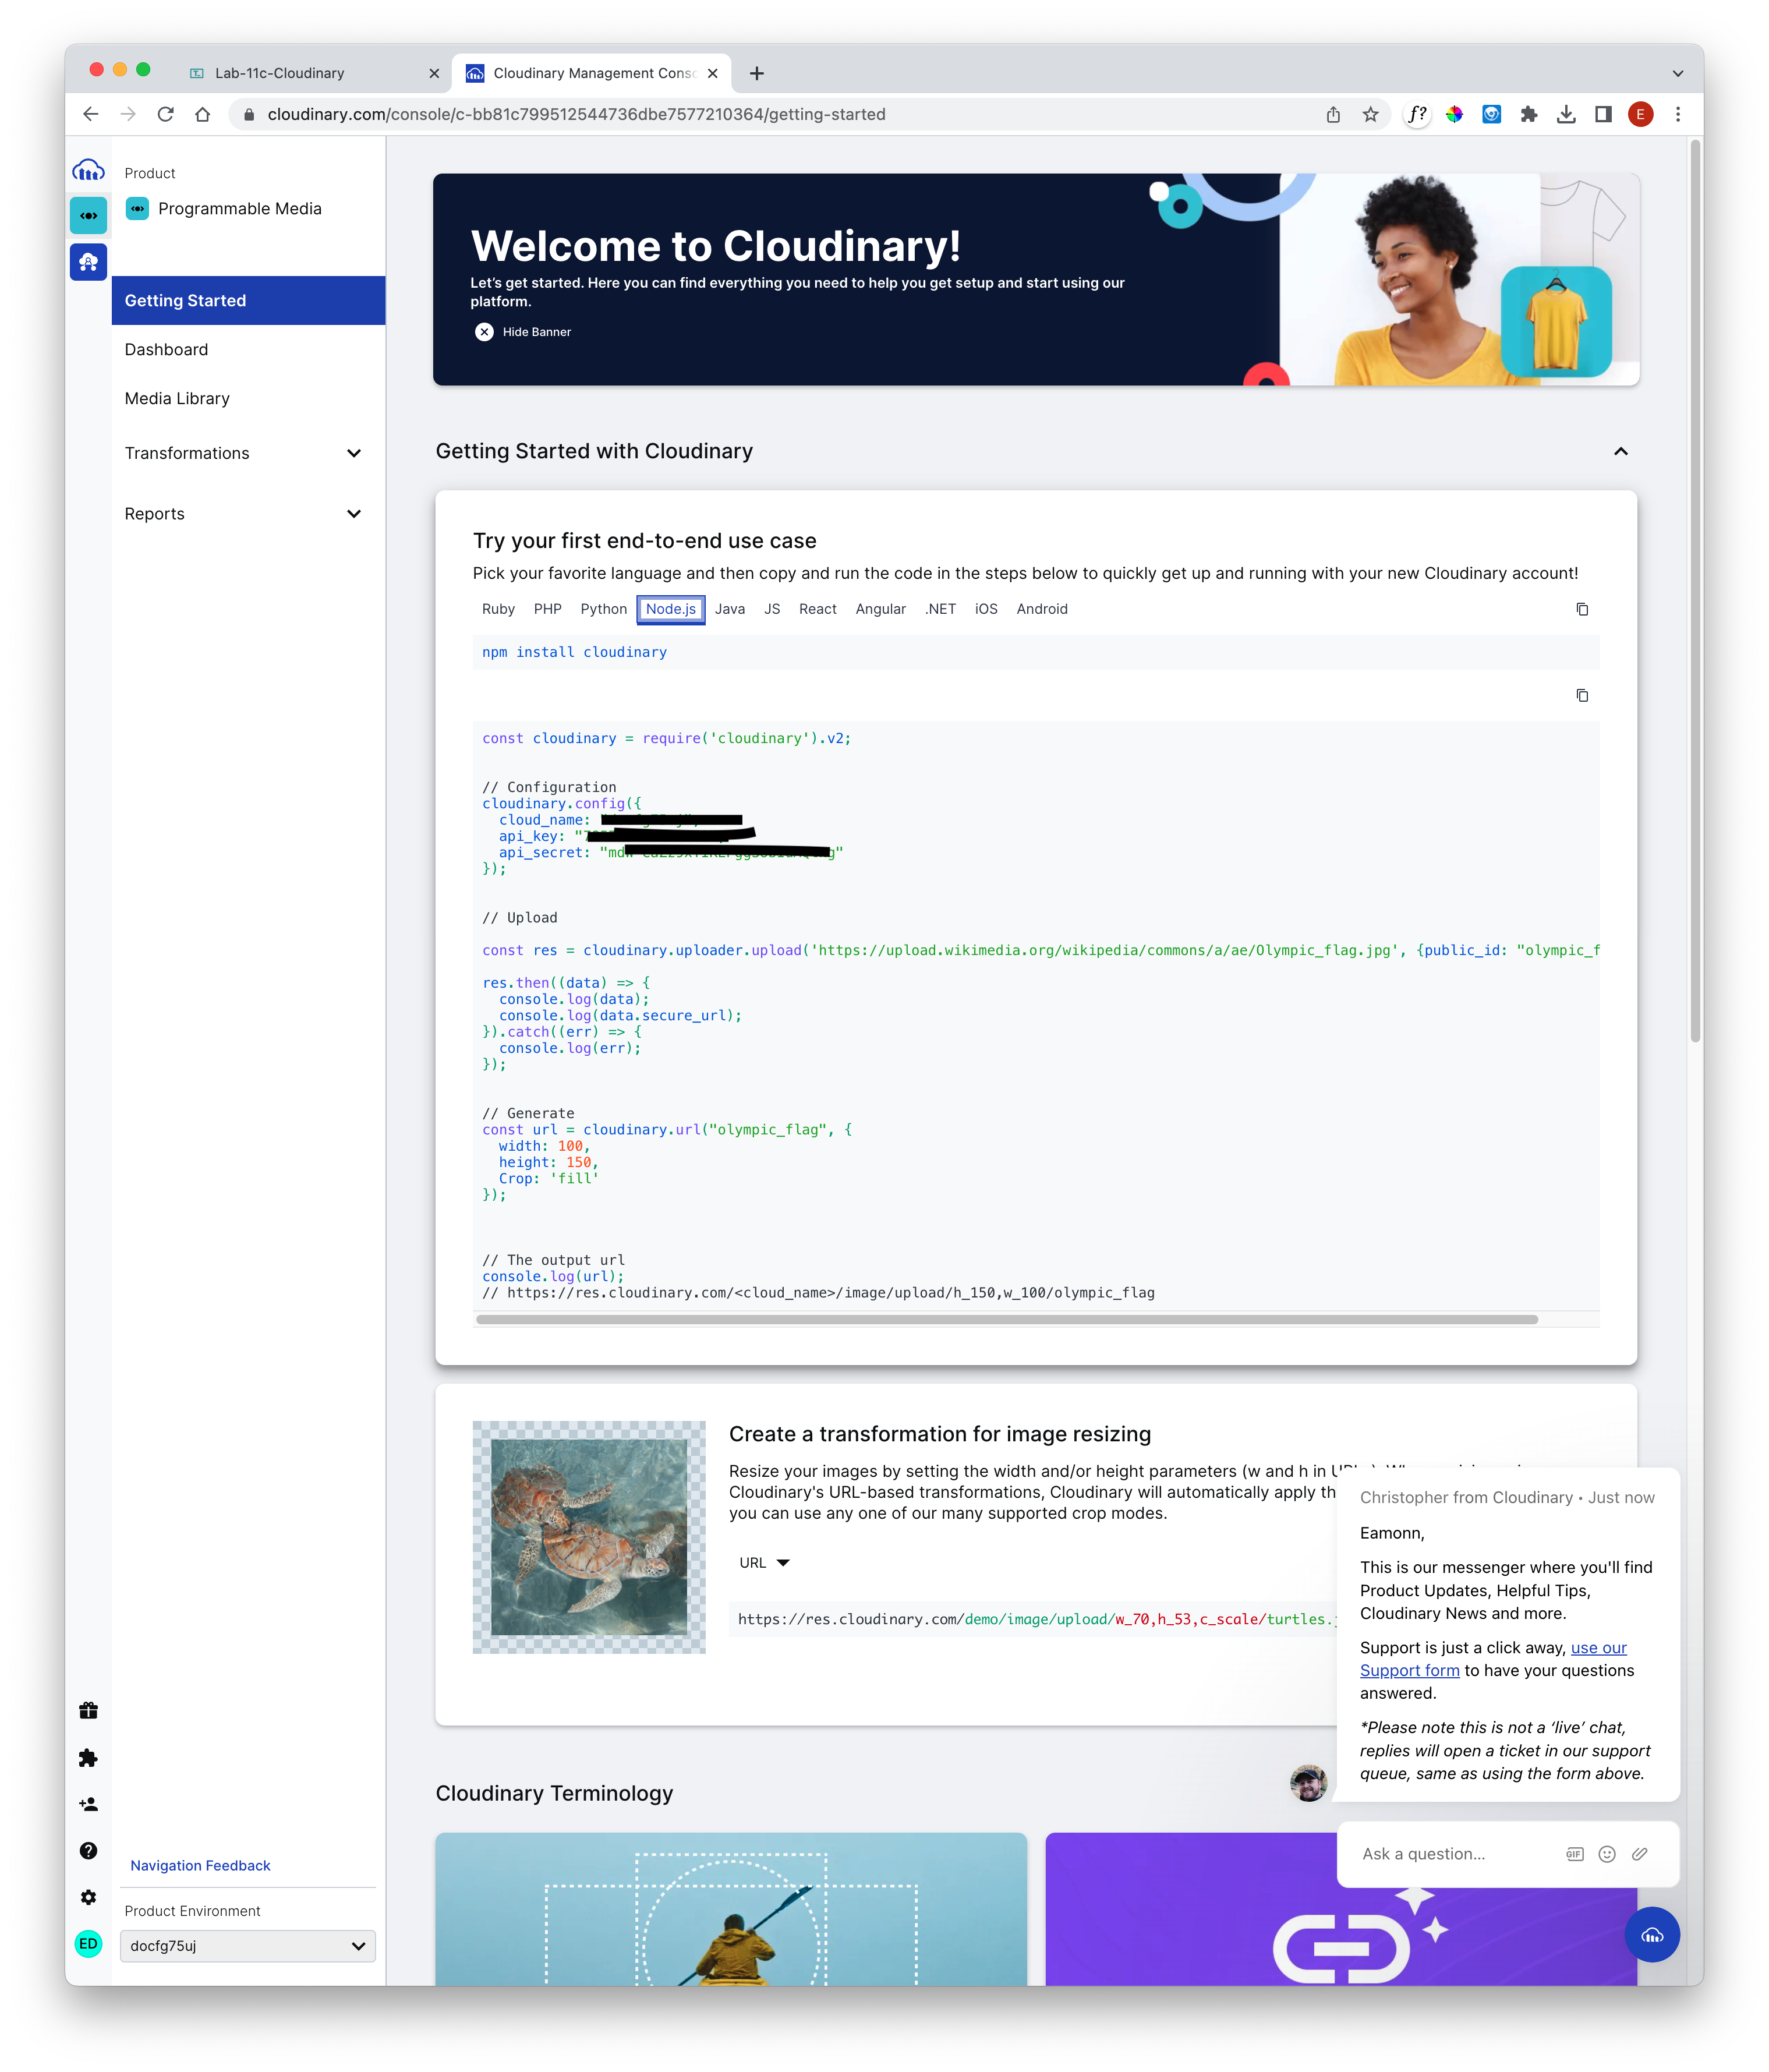 Lab-11c-Cloudinary
Cloudinary Management Conso
cloudinary.com/console/c-bb81c799512544736dbe7577210364/getting-started
f?
E
Product
Programmable Media
Getting Started
Dashboard
Media Library
Transformations
Reports
Navigation Feedback
Product Environment
ED
docfg75uj
Welcome to Cloudinary!
Let's get started. Here you can find everything you need to help you get setup and start using our
platform.
Hide Banner
Getting Started with Cloudinary
Try your first end-to-end use case
Pick your favorite language and then copy and run the code in the steps below to quickly get up and running with your new Cloudinary account!
Ruby PHP Python Node.js Java JS React Angular .NET iOS Android
npm install cloudinary
const cloudinary = require('cloudinary').v2;
// Configuration
cloudinary.config({
cloud_name:
api_key:
api_secret:
});
// Upload
const res = cloudinary.uploader.upload('https://upload.wikimedia.org/wikipedia/commons/a/ae/Olympic_flag.jpg', {public_id: "olympic_f
res.then((data) => {
console.log(data);
console.log(data.secure_url);
}).catch((err) => {
console.log(err);
});
// Generate
const url = cloudinary.url("olympic_flag", {
width: 100,
height: 150,
Crop: 'fill'
});
// The output url
console.log(url);
// https://res.cloudinary.com/<cloud_name>/image/upload/h_150,w_100/olympic_flag
Create a transformation for image resizing
Resize your images by setting the width and/or height parameters (w and h in
Cloudinary's URL-based transformations, Cloudinary will automatically apply th
you can use any one of our many supported crop modes.
URL
https://res.cloudinary.com/demo/image/upload/w_70,h_53,c_scale/turtles.
Cloudinary Terminology
Christopher from Cloudinary • Just now
Eamonn,
This is our messenger where you'll find
Product Updates, Helpful Tips,
Cloudinary News and more.
Support is just a click away, use our
Support form to have your questions
answered.
*Please note this is not a 'live' chat,
replies will open a ticket in our support
queue, same as using the form above.
Ask a question...
GIF